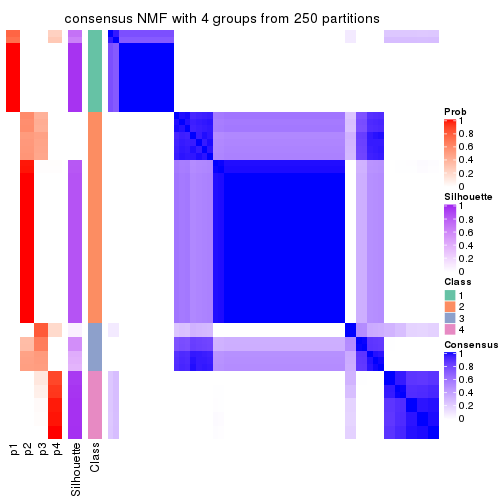 consensus NMF with 4 groups from 250 partitions
Prob
1
0.8
0.6
0.4
0.2
0
Silhouette
1
0.8
0.6
0.4
0.2
0
Class
1
2
3
4
Consensus
1
0.8
0.6
0.4
0.2
0
p1
p2
p3
p4
Silhouette
Class